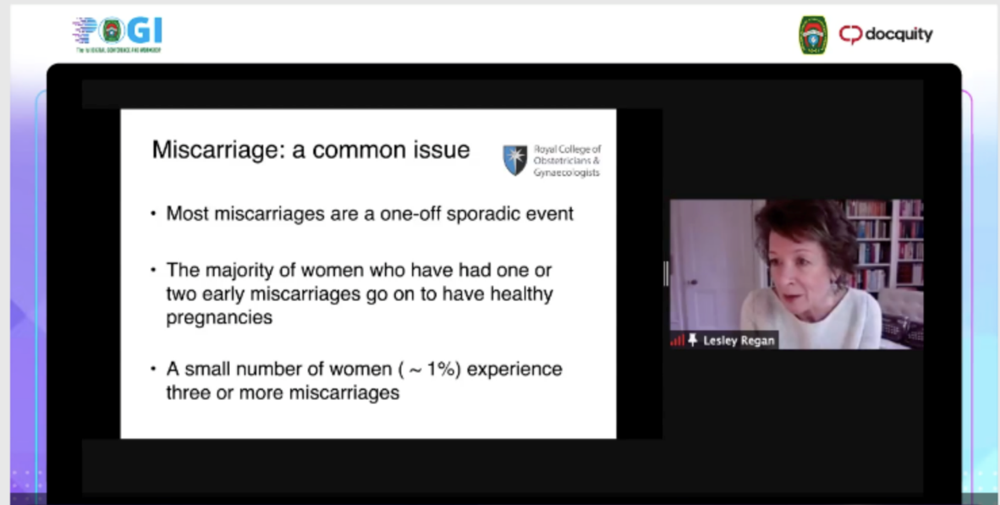 POGI
docquity
Miscarriage: a common issue
Royal College of
Obstetricians &
Gynaecologists
• Most miscarriages are a one-off sporadic event
• The majority of women who have had one or
two early miscarriages go on to have healthy
pregnancies
• A small number of women ( ~ 1%) experience
three or more miscarriages
Lesley Regan